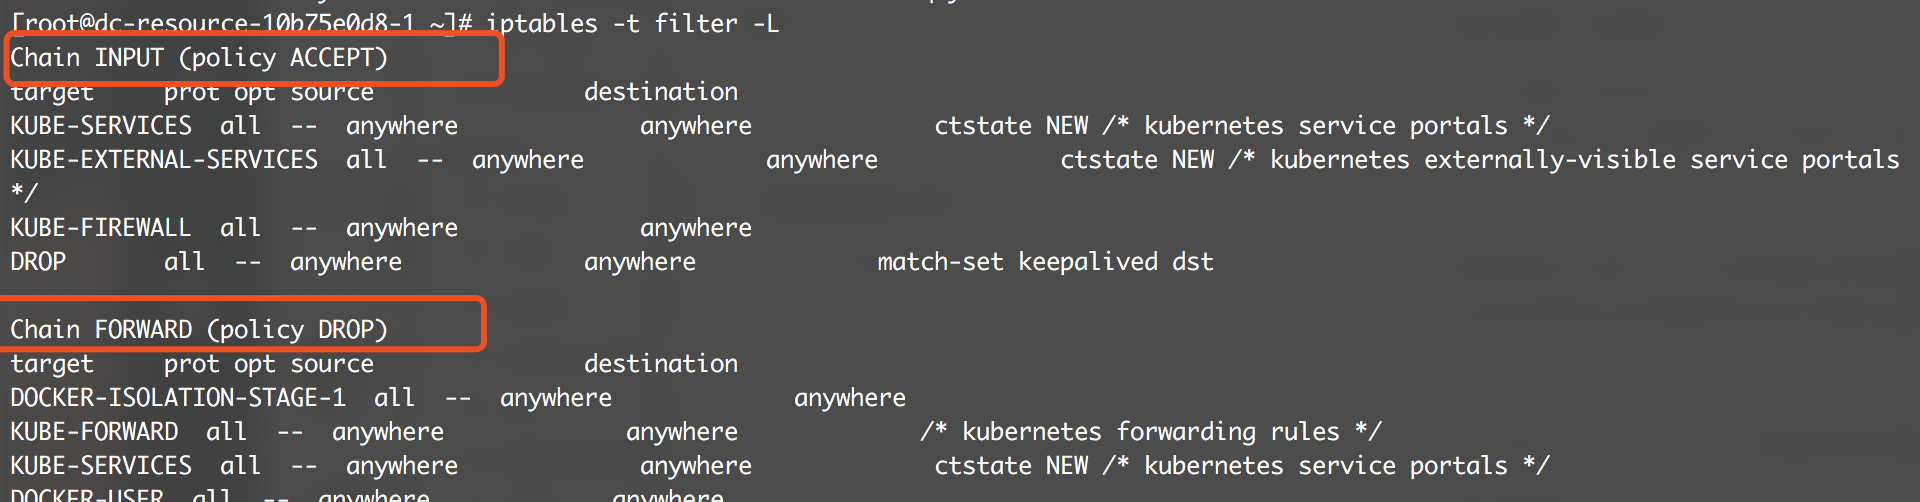 [root@dc-resource-10b75e0d8-1 ~]# iptables -t filter -L
Chain INPUT (policy ACCEPT)
target     prot opt source               destination
KUBE-SERVICES  all  --  anywhere             anywhere             ctstate NEW /* kubernetes service portals */
KUBE-EXTERNAL-SERVICES  all  --  anywhere             anywhere             ctstate NEW /* kubernetes externally-visible service portals
*/
KUBE-FIREWALL  all  --  anywhere             anywhere
DROP       all  --  anywhere             anywhere             match-set keepalived dst
Chain FORWARD (policy DROP)
target     prot opt source               destination
DOCKER-ISOLATION-STAGE-1  all  --  anywhere             anywhere
KUBE-FORWARD  all  --  anywhere             anywhere             /* kubernetes forwarding rules */
KUBE-SERVICES  all  --  anywhere             anywhere             ctstate NEW /* kubernetes service portals */
DOCKER-USER  all  --  anywhere             anywhere